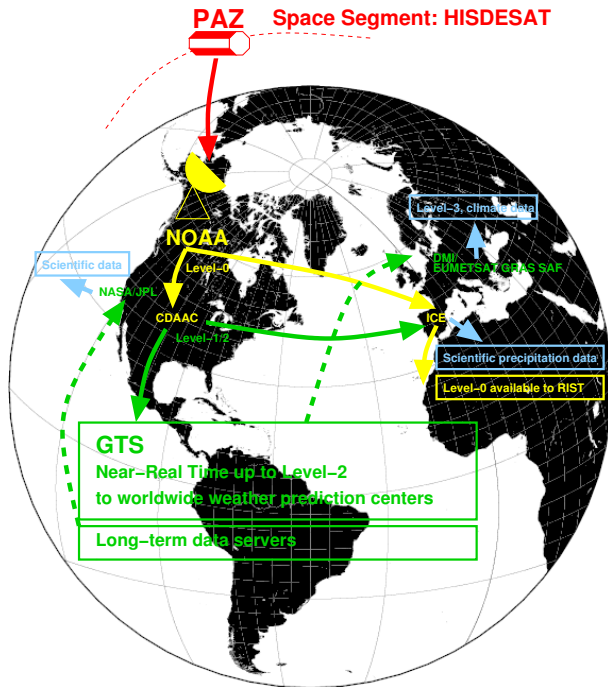 PAZ
Space Segment: HISDESAT
Level−3, climate data
NOAA
DMI/
EUMETSAT GRAS SAF
Scientific data
Level−0
NASA/JPL
CDAAC
ICE
Level−1/2
Scientific precipitation data
Level−0 available to RIST
GTS
Near−Real Time up to Level−2
to worldwide weather prediction centers
Long−term data servers